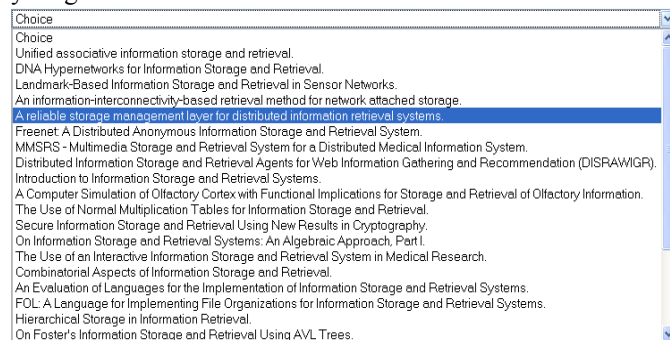 Choice
Choice
Unified associative information storage and retrieval.
DNA Hypernetworks for Information Storage and Retrieval.
Landmark-Based Information Storage and Retrieval in Sensor Networks.
An information-interconnectivity-based retrieval method for network attached storage.
A reliable storage management layer for distributed information retrieval systems.
Freenet: A Distributed Anonymous Information Storage and Retrieval System.
MMSRS - Multimedia Storage and Retrieval System for a Distributed Medical Information System.
Distributed Information Storage and Retrieval Agents for Web Information Gathering and Recommendation (DISRAWIGR).
Introduction to Information Storage and Retrieval Systems.
A Computer Simulation of Olfactory Cortex with Functional Implications for Storage and Retrieval of Olfactory Information.
The Use of Normal Multiplication Tables for Information Storage and Retrieval.
Secure Information Storage and Retrieval Using New Results in Cryptography.
On Information Storage and Retrieval Systems: An Algebraic Approach, Part I.
The Use of an Interactive Information Storage and Retrieval System in Medical Research.
Combinatorial Aspects of Information Storage and Retrieval.
An Evaluation of Languages for the Implementation of Information Storage and Retrieval Systems.
FOL: A Language for Implementing File Organizations for Information Storage and Retrieval Systems.
Hierarchical Storage in Information Retrieval.
On Foster's Information Storage and Retrieval Using AVL Trees.